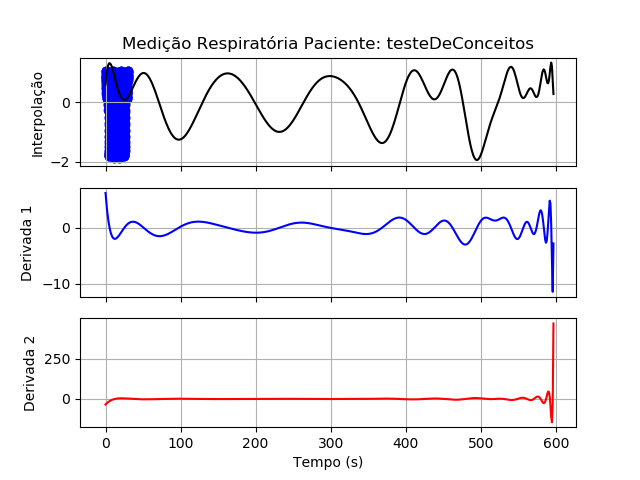 Medição Respiratória Paciente: testeDeConceitos
Interpolação
0
−2
Derivada 1
0
−10
Derivada 2
250
0
0 100 200 300 400 500 600
Tempo (s)